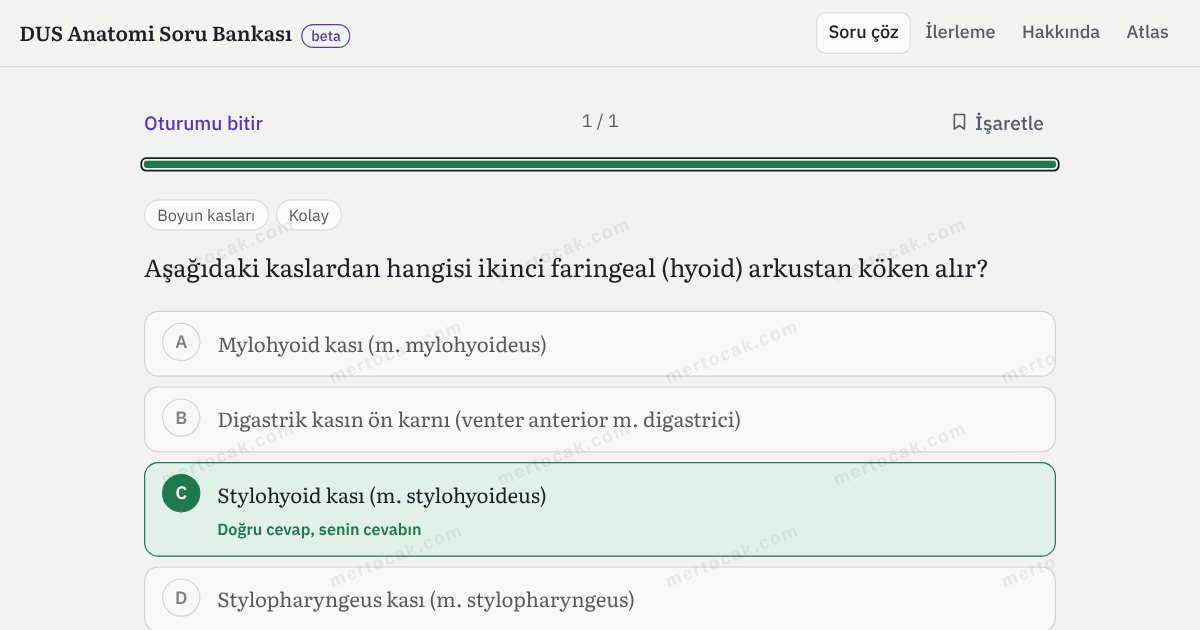 DUS Anatomi Soru Bankası beta
Soru çöz İlerleme Hakkında Atlas
Oturumu bitir 1 / 1 İşaretle
Boyun kasları Kolay
Aşağıdaki kaslardan hangisi ikinci faringeal (hyoid) arkustan köken alır?
A Mylohyoid kası (m. mylohyoideus)
B Digastrik kasın ön karnı (venter anterior m. digastrici)
C Stylohyoid kası (m. stylohyoideus)
Doğru cevap, senin cevabın
D Stylopharyngeus kası (m. stylopharyngeus)
mertocak.com